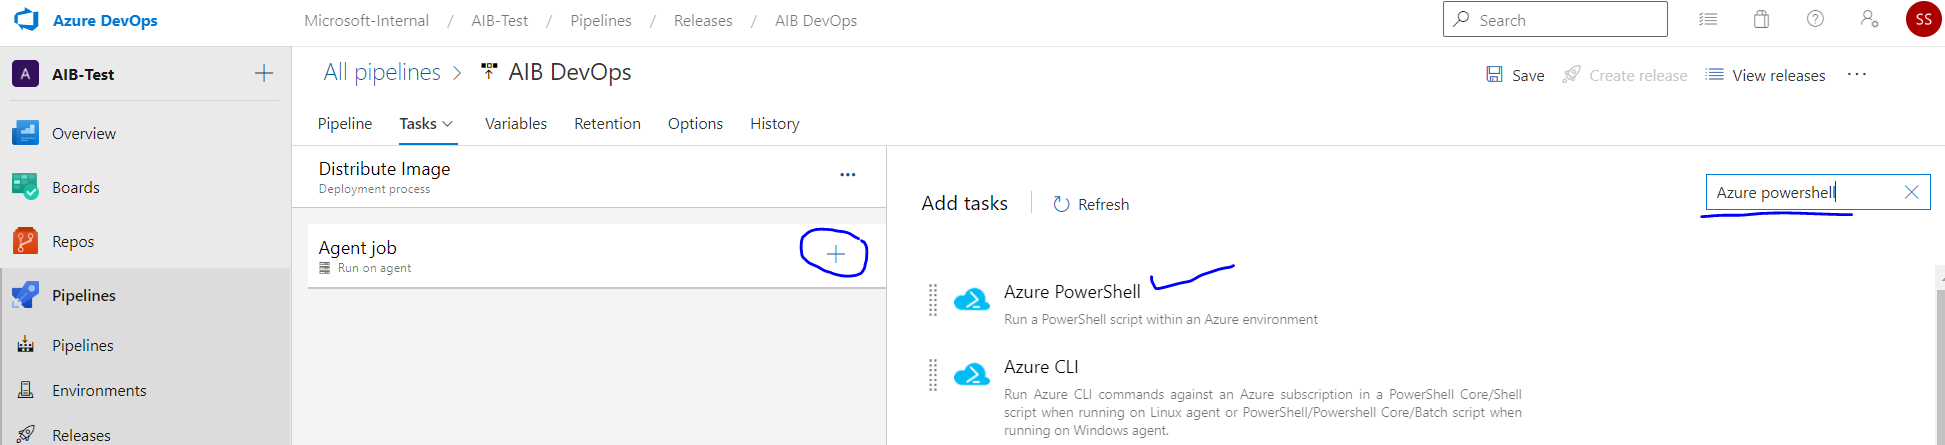 Azure DevOps
Microsoft-Internal / AIB-Test / Pipelines / Releases / AIB DevOps
Search
SS
A AIB-Test
Overview
Boards
Repos
Pipelines
Pipelines
Environments
Releases
All pipelines > AIB DevOps
Save Create release View releases ...
Pipeline Tasks Variables Retention Options History
Distribute Image
Deployment process
...
Agent job
Run on agent
Add tasks
Refresh
Azure powershell
Azure PowerShell
Run a PowerShell script within an Azure environment
Azure CLI
Run Azure CLI commands against an Azure subscription in a PowerShell Core/Shell
script when running on Linux agent or PowerShell/Powershell Core/Batch script when
running on Windows agent.